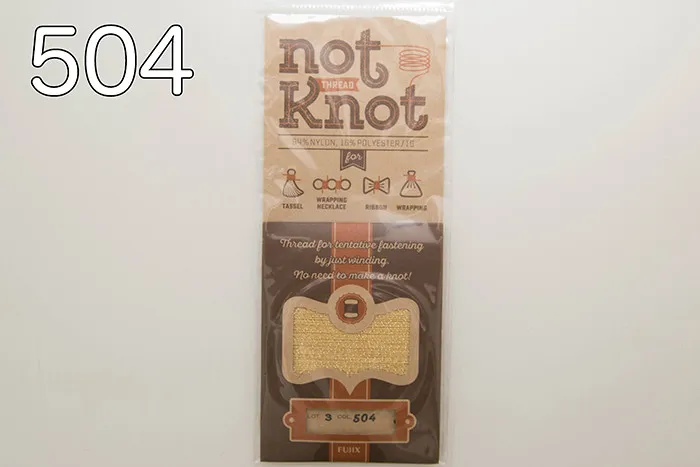 504
not
THREAD
Knot
84% NYLON, 16% POLYESTER/10
for
TASSEL
WRAPPING NECKLACE
RIBBON
WRAPPING
Thread for tentative fastening
by just winding.
No need to make a knot!
LOT 3 COL 504
FUJIX